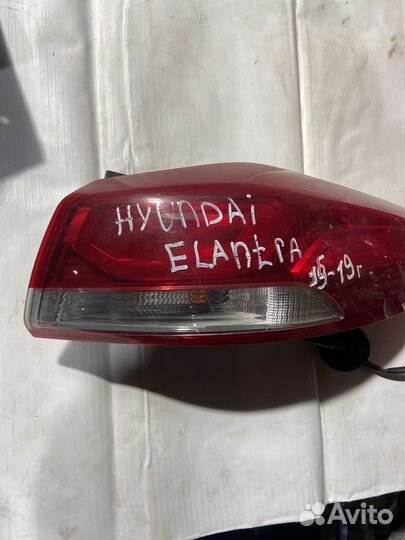 HYUNDAi
ELANtRA
15-19г.
Avito